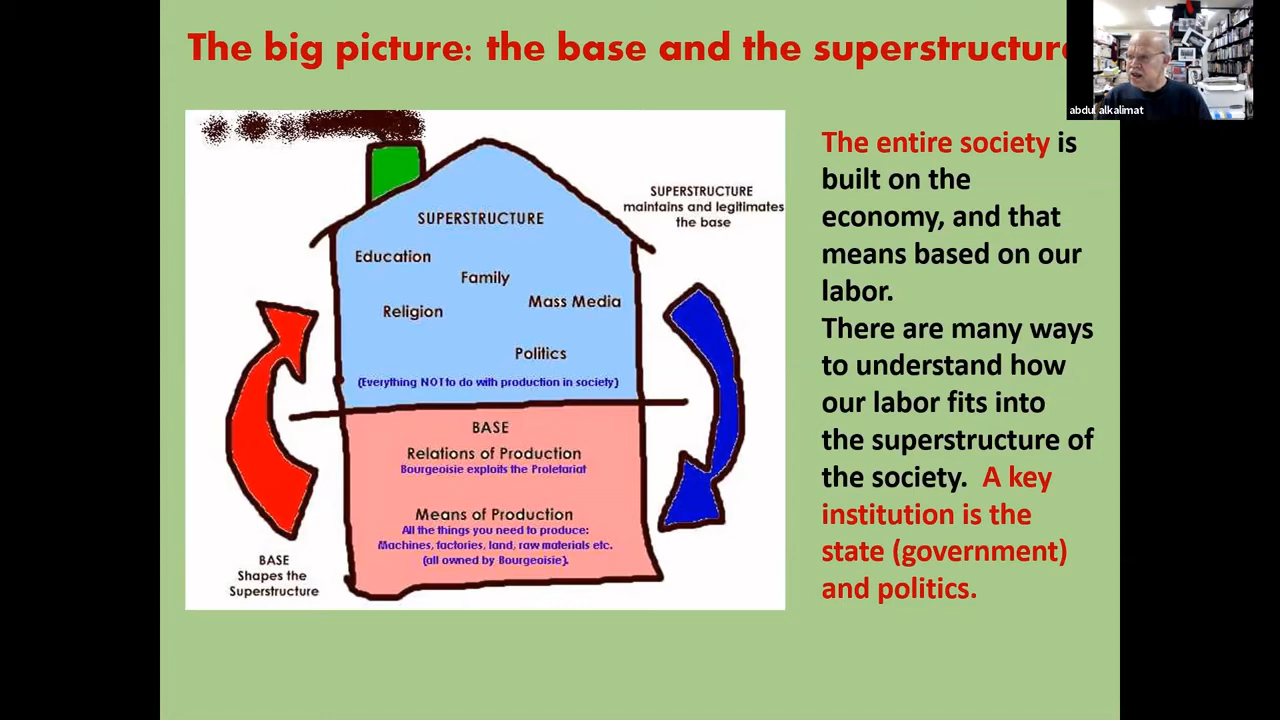 The big picture: the base and the superstructure
abdul alkalimat
SUPERSTRUCTURE
Education
Family
Religion
Mass Media
Politics
(Everything NOT to do with production in society)
SUPERSTRUCTURE
maintains and legitimates
the base
BASE
Relations of Production
Bourgeoisie exploits the Proletariat
Means of Production
All the things you need to produce:
Machines, factories, land, raw materials etc.
(all owned by Bourgeoisie).
BASE
Shapes the
Superstructure
The entire society is
built on the
economy, and that
means based on our
labor.
There are many ways
to understand how
our labor fits into
the superstructure of
the society. A key
institution is the
state (government)
and politics.